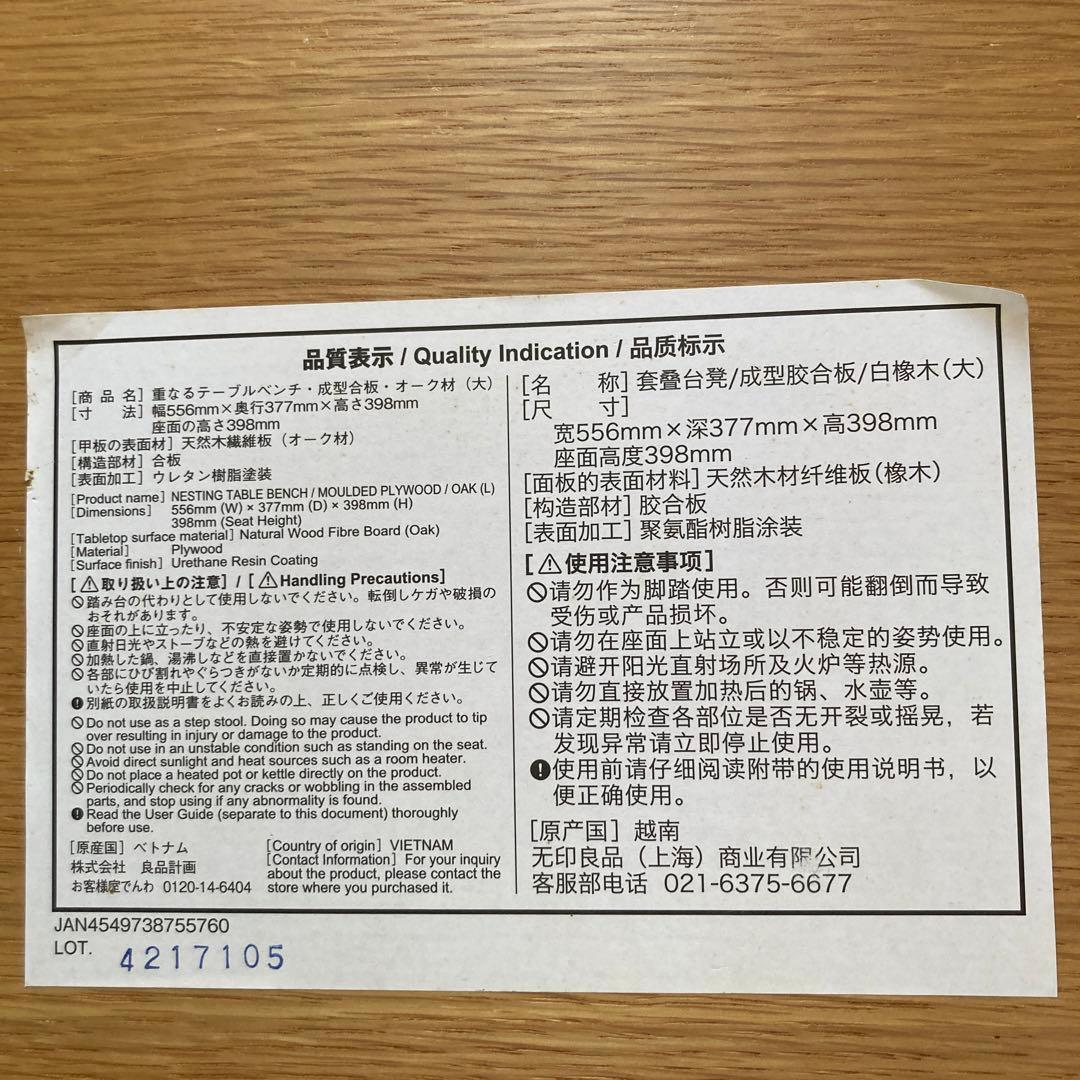 品質表示 / Quality Indication / 品质标示
[商品名] 重なるテーブルベンチ・成型合板・オーク材（大）
[寸法] 幅556mm×奥行377mm×高さ398mm
座面の高さ398mm
[甲板の表面材] 天然木繊維板（オーク材）
[構造部材] 合板
[表面加工] ウレタン樹脂塗装
[Product name] NESTING TABLE BENCH / MOULDED PLYWOOD / OAK (L)
[Dimensions] 556mm (W) × 377mm (D) × 398mm (H)
398mm (Seat Height)
[Tabletop surface material] Natural Wood Fibre Board (Oak)
[Material] Plywood
[Surface finish] Urethane Resin Coating
[⚠取り扱い上の注意] / [⚠Handling Precautions]
踏み台の代わりとして使用しないでください。転倒しケガや破損の
おそれがあります。
座面の上に立ったり、不安定な姿勢で使用しないでください。
直射日光やストーブなどの熱を避けてください。
加熱した鍋、湯沸しなどを直接置かないでください。
各部にひび割れやぐらつきがないか定期的に点検し、異常が生じて
いたら使用を中止してください。
別紙の取扱説明書をよくお読みの上、正しくご使用ください。
Do not use as a step stool. Doing so may cause the product to tip
over resulting in injury or damage to the product.
Do not use in an unstable condition such as standing on the seat.
Avoid direct sunlight and heat sources such as a room heater.
Do not place a heated pot or kettle directly on the product.
Periodically check for any cracks or wobbling in the assembled
parts, and stop using if any abnormality is found.
Read the User Guide (separate to this document) thoroughly
before use.
[原産国] ベトナム
株式会社 良品計画
お客様室でんわ 0120-14-6404
[Country of origin] VIETNAM
[Contact Information] For your inquiry
about the product, please contact the
store where you purchased it.
[名称] 套叠台凳/成型胶合板/白橡木（大）
[尺寸]
宽556mm×深377mm×高398mm
座面高度398mm
[面板的表面材料] 天然木材纤维板（橡木）
[构造部材] 胶合板
[表面加工] 聚氨酯树脂涂装
[⚠使用注意事项]
请勿作为脚踏使用。否则可能翻倒而导致
受伤或产品损坏。
请勿在座面上站立或以不稳定的姿势使用。
请避开阳光直射场所及火炉等热源。
请勿直接放置加热后的锅、水壶等。
请定期检查各部位是否无开裂或摇晃，若
发现异常请立即停止使用。
使用前请仔细阅读附带的使用说明书，以
便正确使用。
[原产国] 越南
无印良品（上海）商业有限公司
客服部电话 021-6375-6677
JAN4549738755760
LOT. 4217105